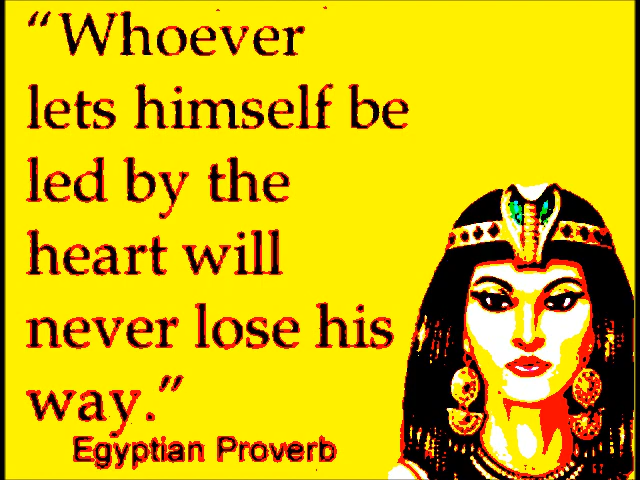 “Whoever
lets himself be
led by the
heart will
never lose his
way.”
Egyptian Proverb